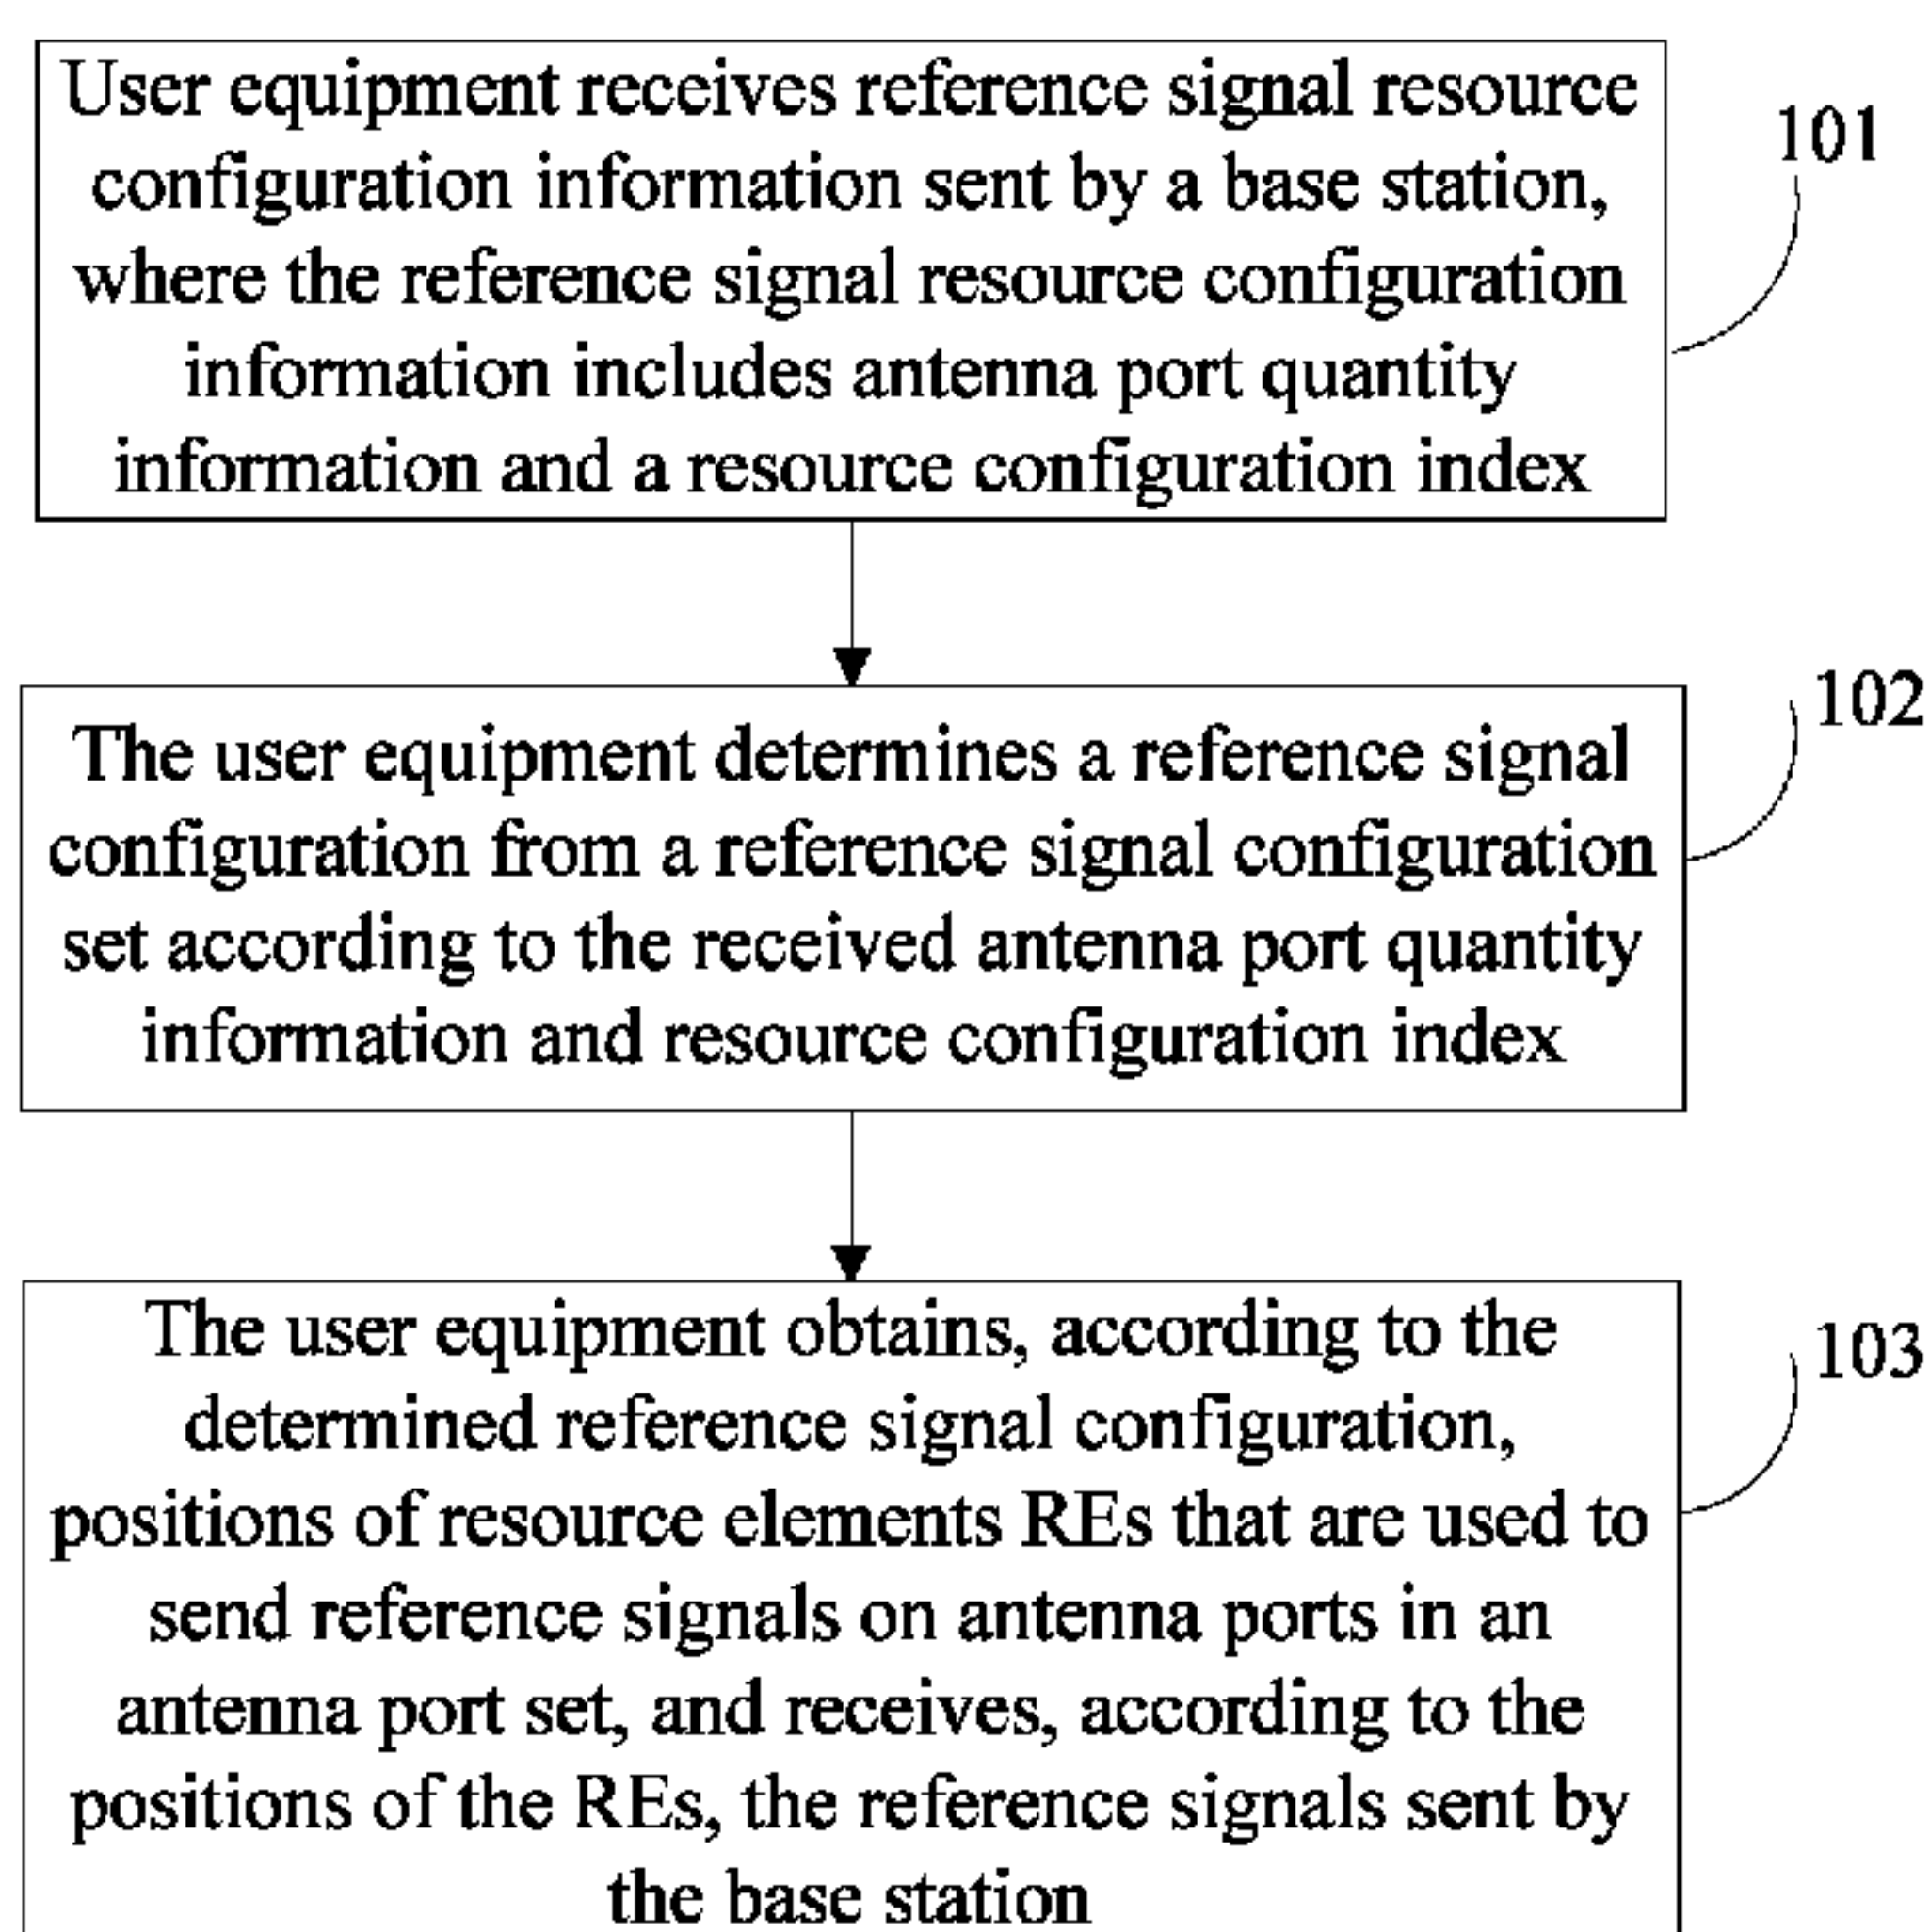 User equipment receives reference signal resource
configuration information sent by a base station,
where the reference signal resource configuration
information includes antenna port quantity
information and a resource configuration index
101
The user equipment determines a reference signal
configuration from a reference signal configuration
set according to the received antenna port quantity
information and resource configuration index
102
The user equipment obtains, according to the
determined reference signal configuration,
positions of resource elements REs that are used to
send reference signals on antenna ports in an
antenna port set, and receives, according to the
positions of the REs, the reference signals sent by
the base station
103